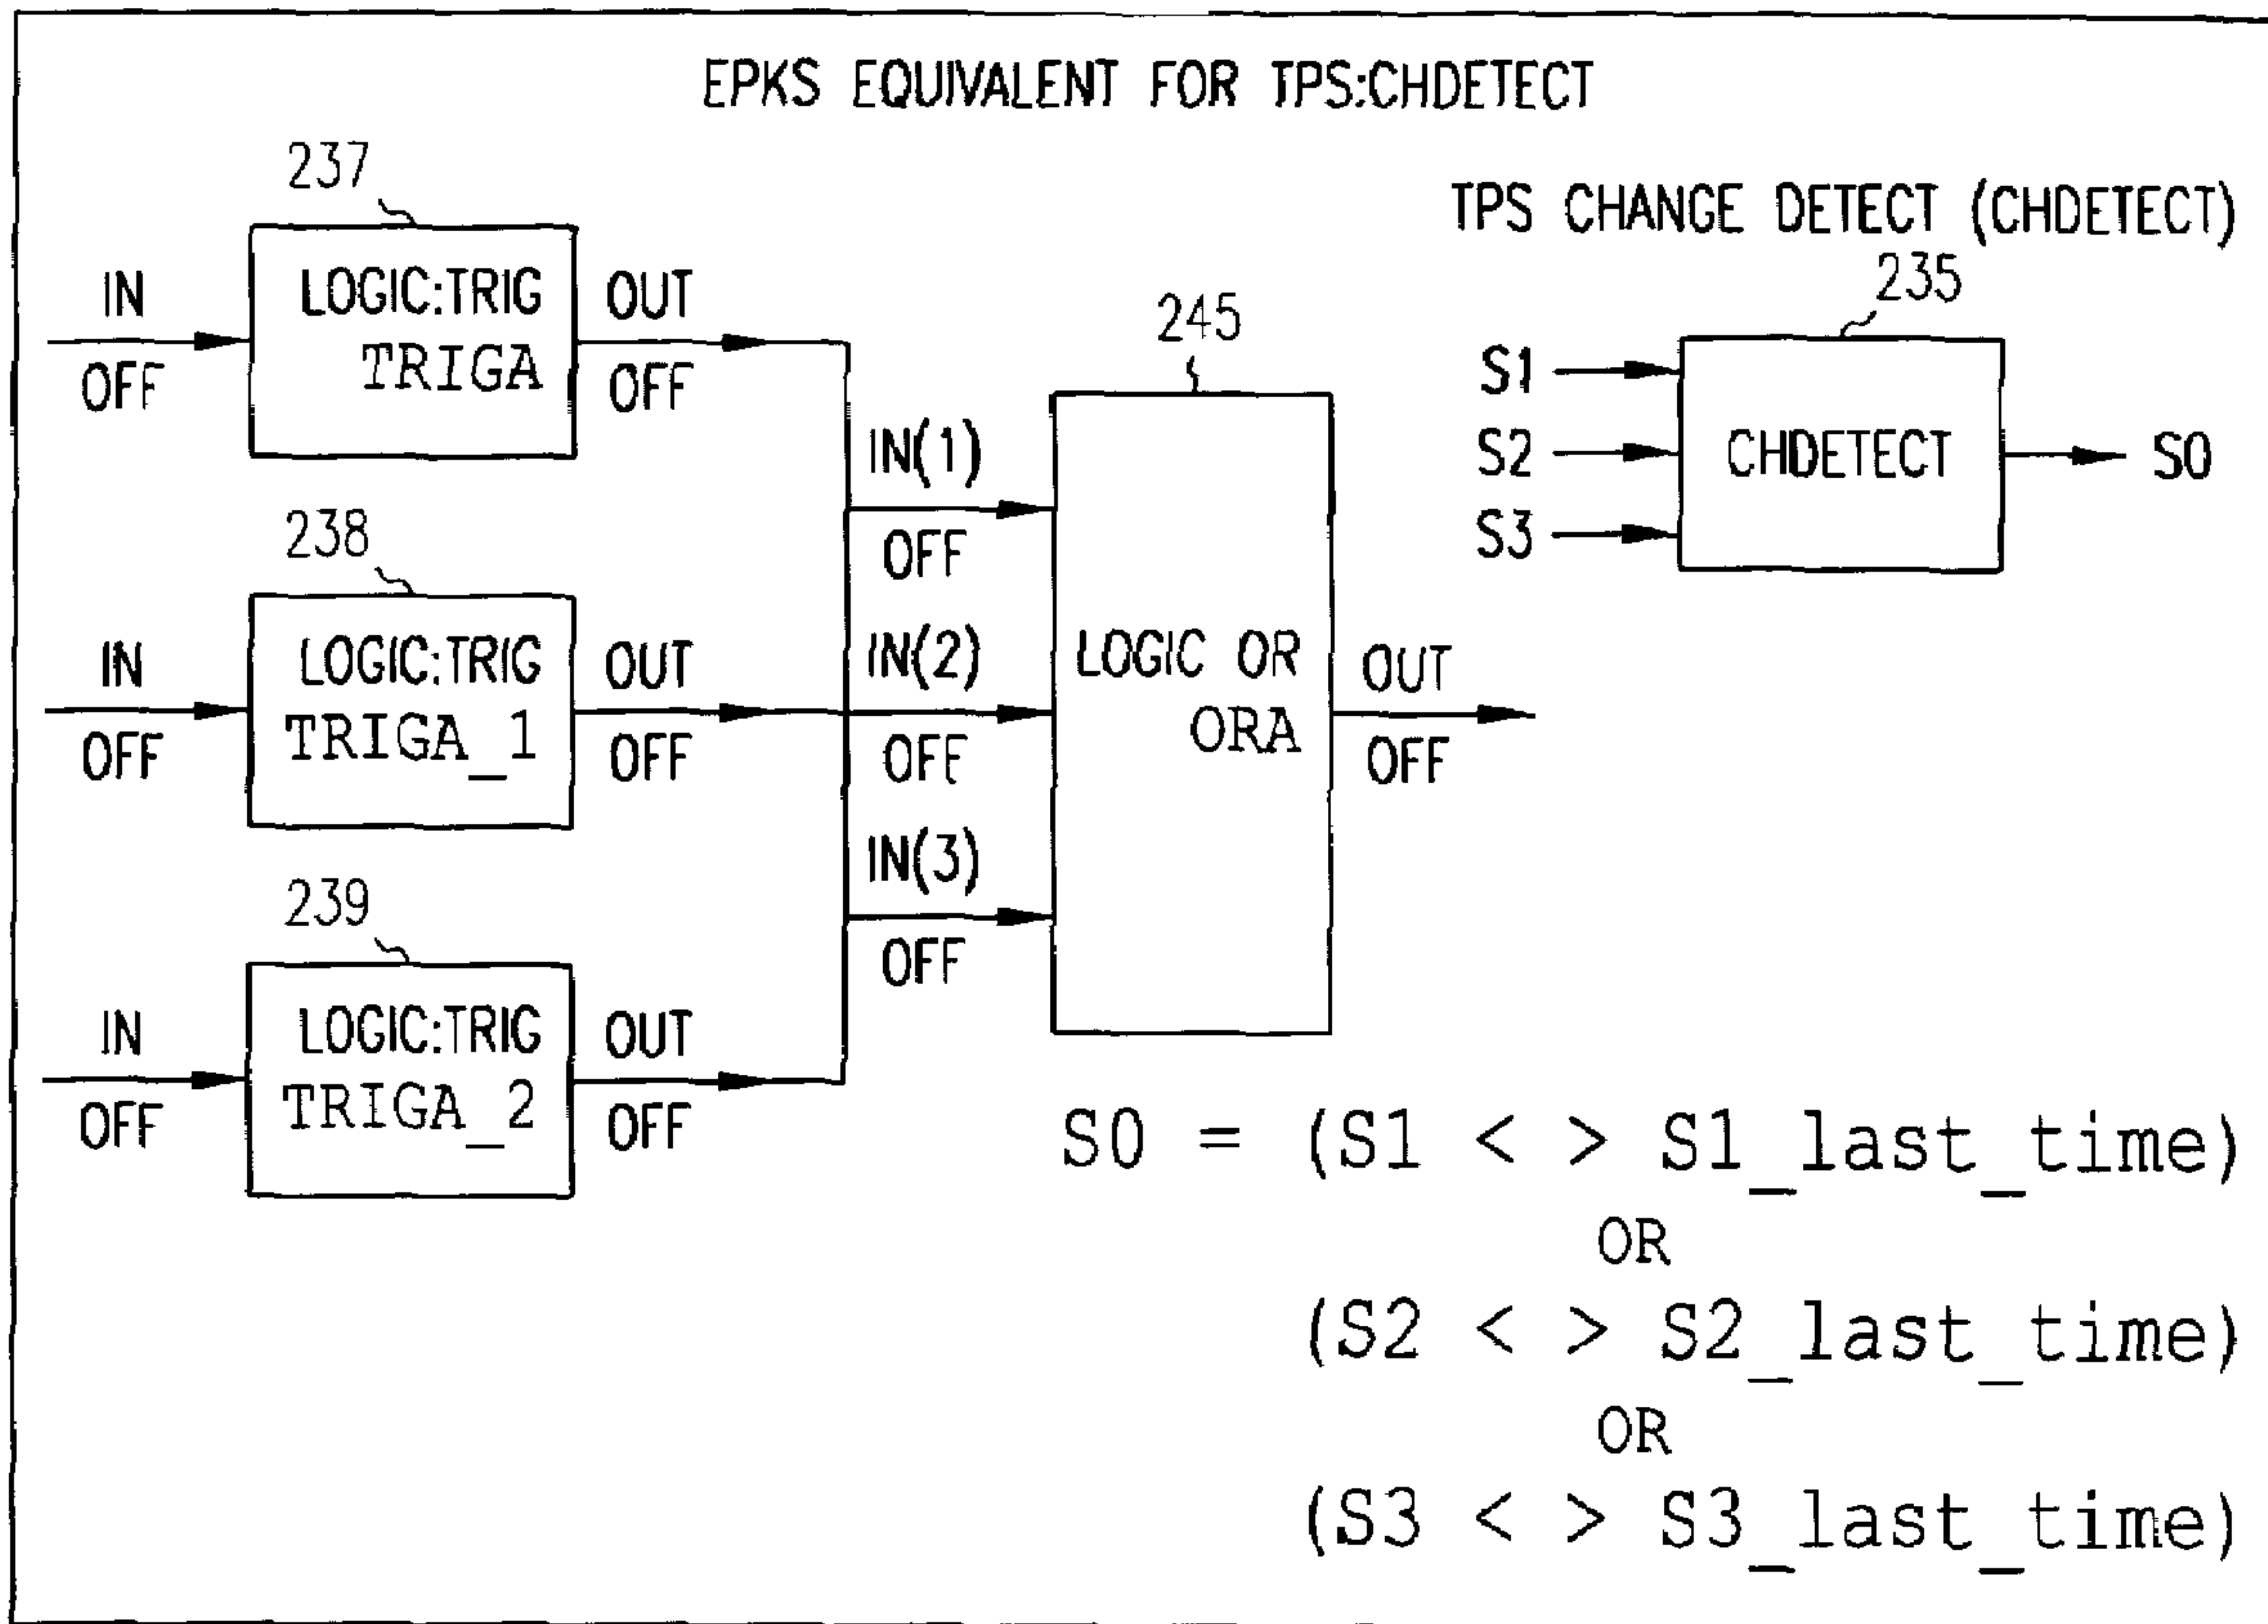 EPKS EQUIVALENT FOR TPS:CHDETECT
237
IN
OFF
LOGIC:TRIG
TRIGA
OUT
OFF
238
IN
OFF
LOGIC:TRIG
TRIGA_1
OUT
OFF
239
IN
OFF
LOGIC:TRIG
TRIGA_2
OUT
OFF
IN(1)
OFF
IN(2)
OFF
IN(3)
OFF
245
LOGIC OR
ORA
OUT
OFF
TPS CHANGE DETECT (CHDETECT)
235
S1
S2
S3
CHDETECT
S0
S0 = (S1 < > S1_last_time)
OR
(S2 < > S2_last_time)
OR
(S3 < > S3_last_time)